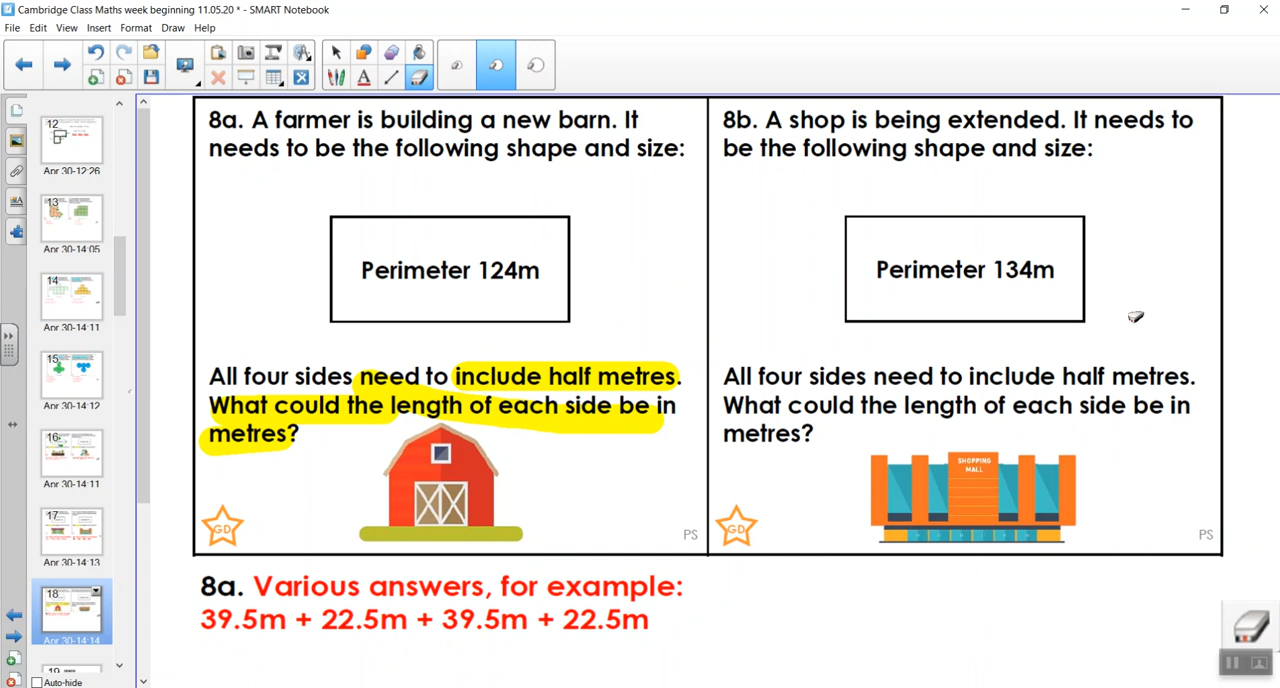 Cambridge Class Maths week beginning 11.05.20 * - SMART Notebook
File Edit View Insert Format Draw Help
12
Apr 30-12:26
13
Apr 30-14:05
14
Apr 30-14:11
15
Apr 30-14:12
16
Apr 30-14:11
17
Apr 30-14:13
18
Apr 30-14:14
19
Auto-hide
8a. A farmer is building a new barn. It
needs to be the following shape and size:
Perimeter 124m
All four sides need to include half metres.
What could the length of each side be in
metres?
GD
PS
8b. A shop is being extended. It needs to
be the following shape and size:
Perimeter 134m
All four sides need to include half metres.
What could the length of each side be in
metres?
SHOPPING
MALL
GD
PS
8a. Various answers, for example:
39.5m + 22.5m + 39.5m + 22.5m